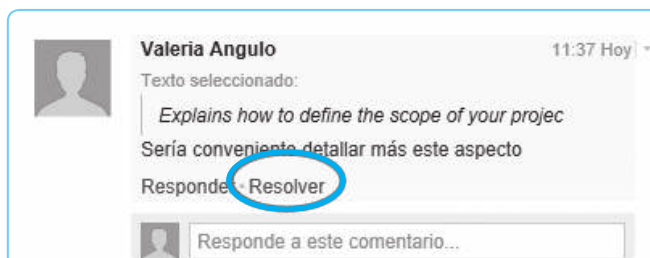 Valeria Angulo 11:37 Hoy
Texto seleccionado:
Explains how to define the scope of your projec
Sería conveniente detallar más este aspecto
Responder Resolver
Responde a este comentario...